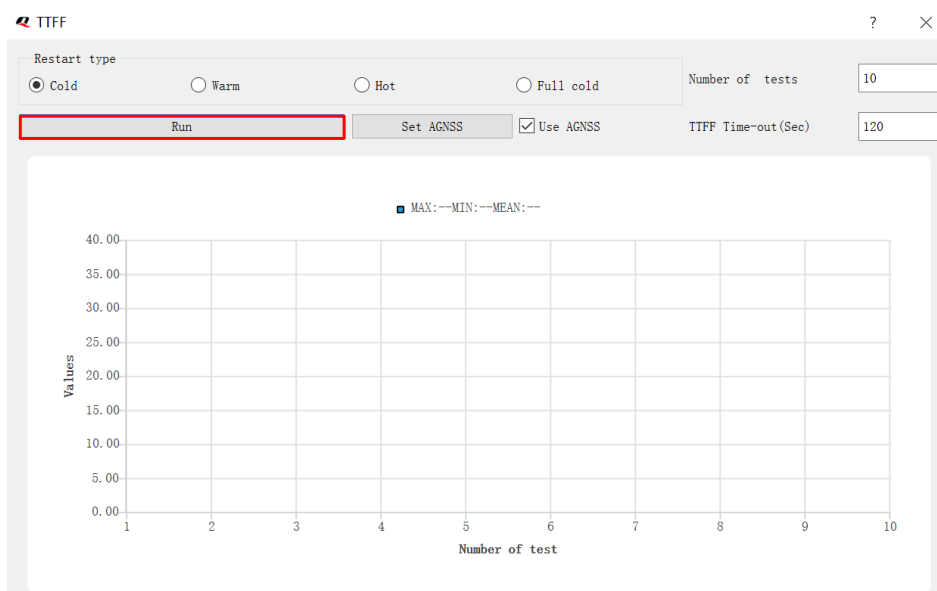 TTFF ? ×
Restart type
Cold Warm Hot Full cold Number of tests 10
Run Set AGNSS Use AGNSS TTFF Time-out(Sec) 120
MAX:--MIN:--MEAN:--
40.00
35.00
30.00
25.00
20.00
15.00
10.00
5.00
0.00
Values
1 2 3 4 5 6 7 8 9 10
Number of test